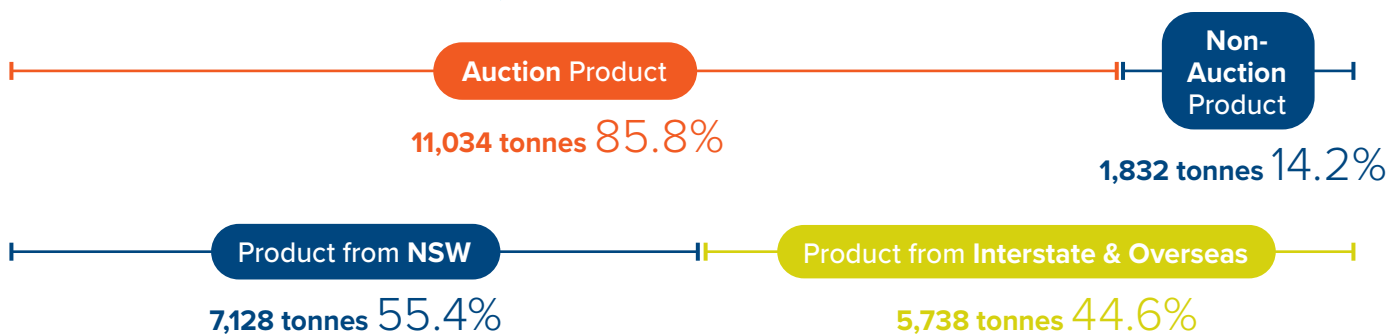 Auction Product
11,034 tonnes 85.8%
Non-
Auction
Product
1,832 tonnes 14.2%
Product from NSW
7,128 tonnes 55.4%
Product from Interstate & Overseas
5,738 tonnes 44.6%